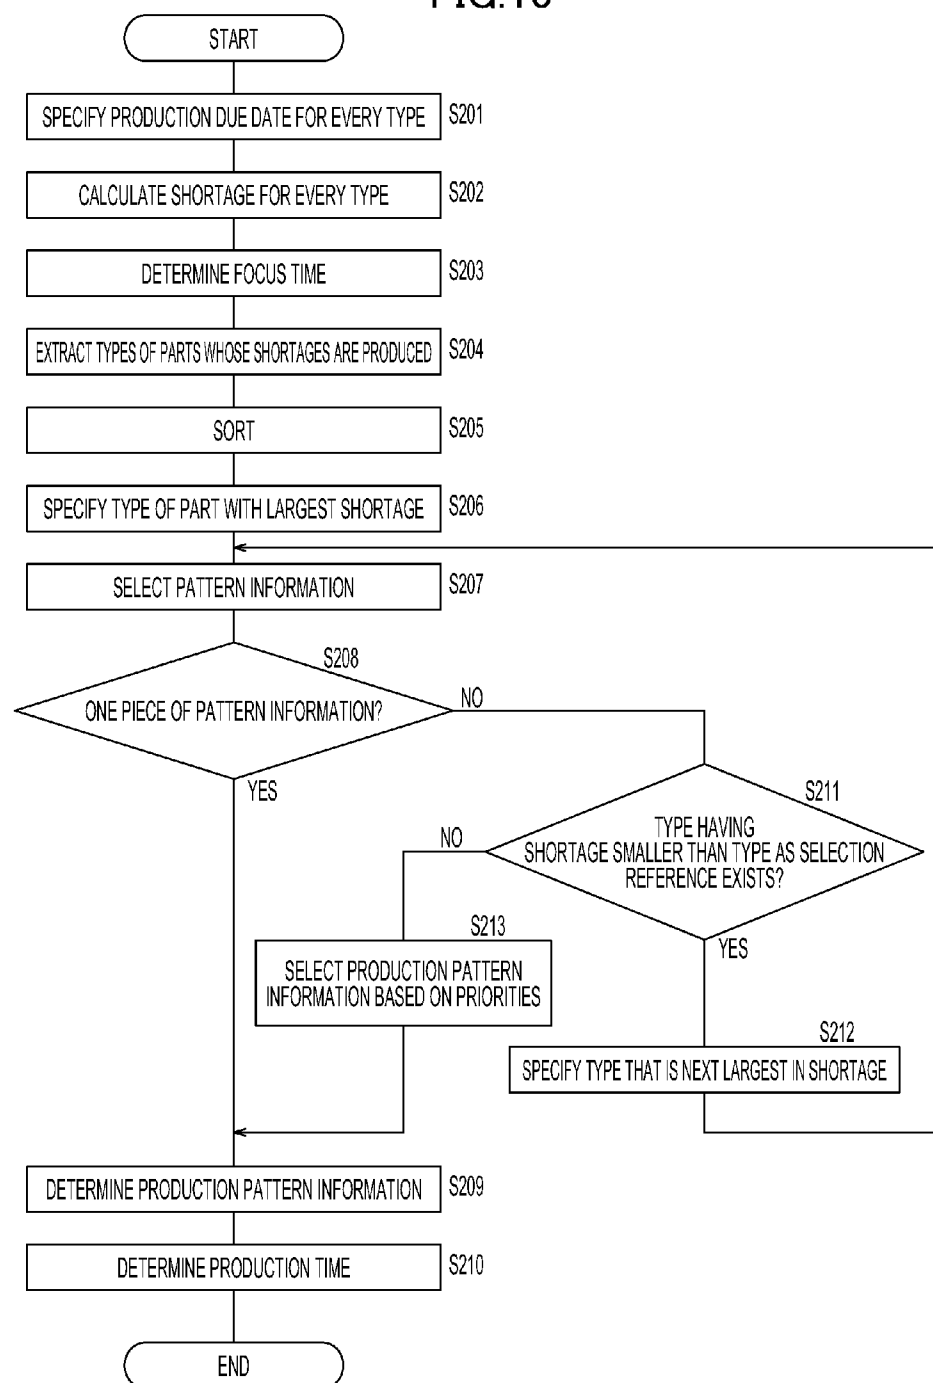 START
SPECIFY PRODUCTION DUE DATE FOR EVERY TYPE S201
CALCULATE SHORTAGE FOR EVERY TYPE S202
DETERMINE FOCUS TIME S203
EXTRACT TYPES OF PARTS WHOSE SHORTAGES ARE PRODUCED S204
SORT S205
SPECIFY TYPE OF PART WITH LARGEST SHORTAGE S206
SELECT PATTERN INFORMATION S207
S208
ONE PIECE OF PATTERN INFORMATION?
NO
YES
S211
TYPE HAVING
SHORTAGE SMALLER THAN TYPE AS SELECTION
REFERENCE EXISTS?
NO
YES
S213
SELECT PRODUCTION PATTERN
INFORMATION BASED ON PRIORITIES
S212
SPECIFY TYPE THAT IS NEXT LARGEST IN SHORTAGE
DETERMINE PRODUCTION PATTERN INFORMATION S209
DETERMINE PRODUCTION TIME S210
END